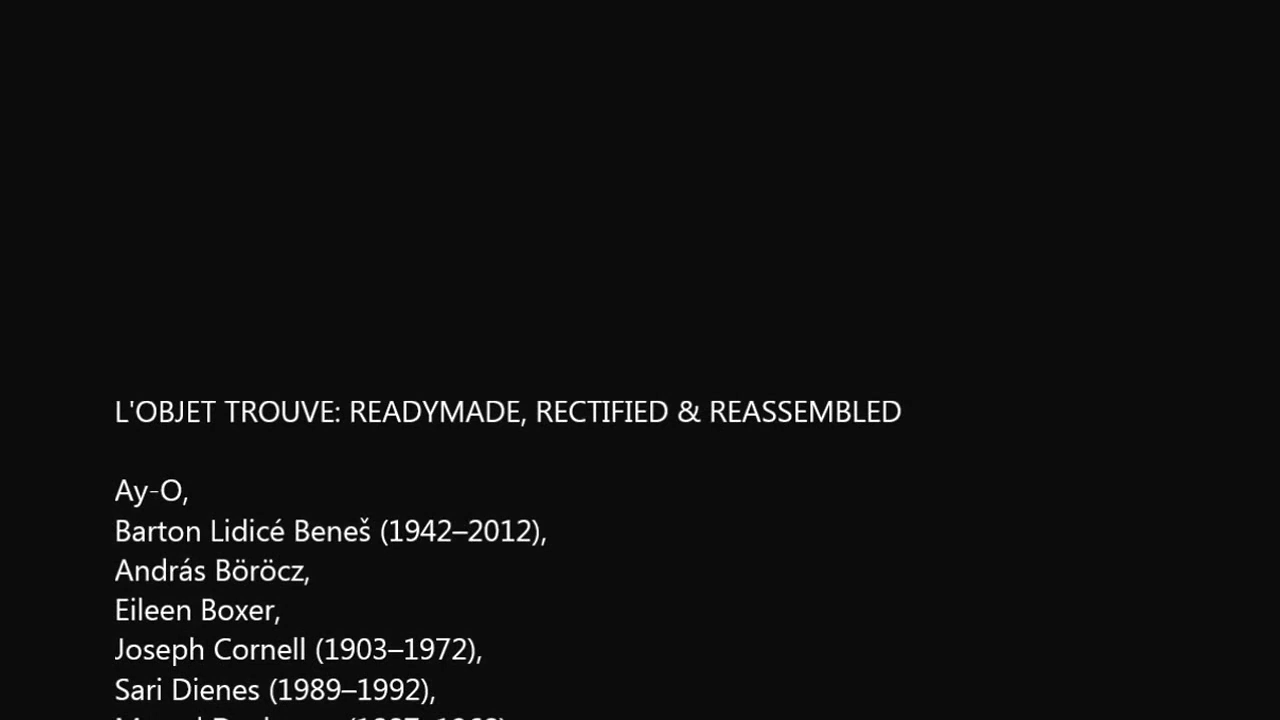 L'OBJET TROUVE: READYMADE, RECTIFIED & REASSEMBLED
Ay-O,
Barton Lidicé Beneš (1942–2012),
András Böröcz,
Eileen Boxer,
Joseph Cornell (1903–1972),
Sari Dienes (1989–1992),